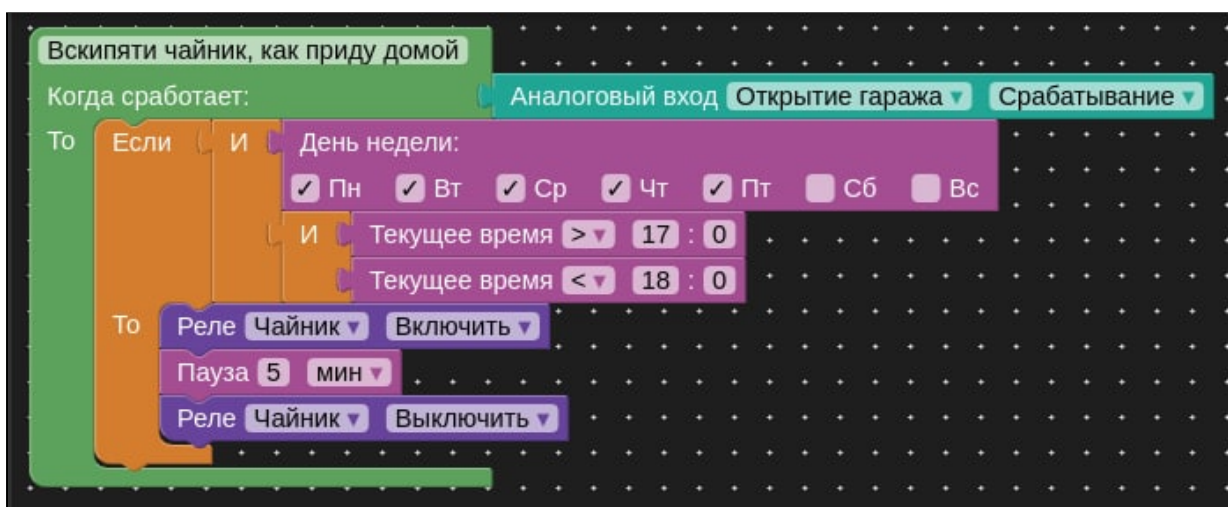 Вскипяти чайник, как приду домой
Когда сработает: Аналоговый вход Открытие гаража Срабатывание
То Если И День недели:
Пн Вт Ср Чт Пт Сб Вс
И Текущее время > 17 : 0
Текущее время < 18 : 0
То Реле Чайник Включить
Пауза 5 мин
Реле Чайник Выключить